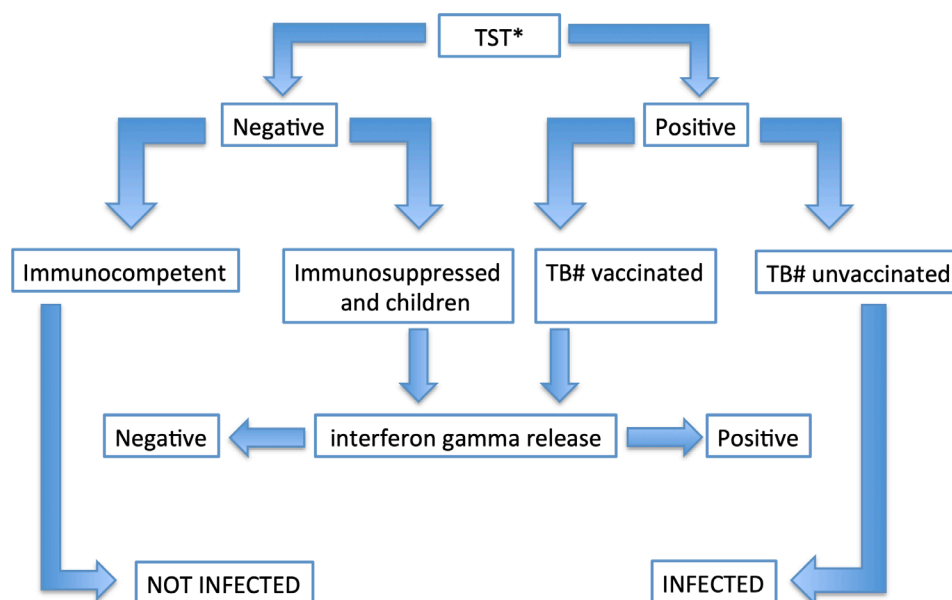 TST*
Negative
Positive
Immunocompetent
Immunosuppressed
and children
TB# vaccinated
TB# unvaccinated
Negative
interferon gamma release
Positive
NOT INFECTED
INFECTED